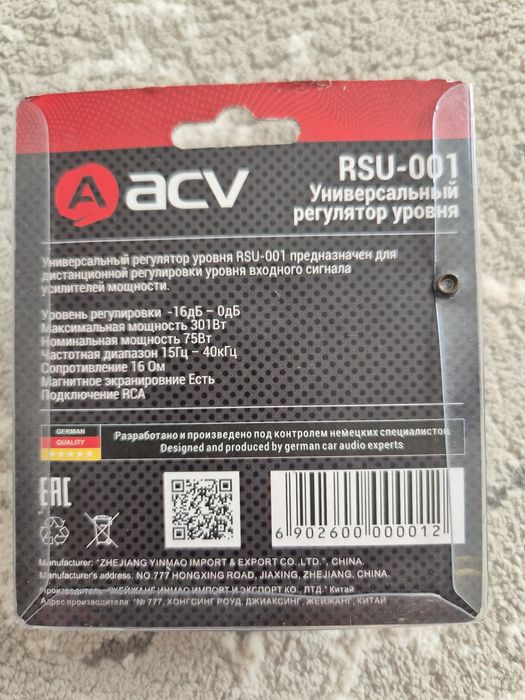 ACV
RSU-001
Универсальный
регулятор уровня
Универсальный регулятор уровня RSU-001 предназначен для
дистанционной регулировки уровня входного сигнала
усилителей мощности.
Уровень регулировки -16дБ – 0дБ
Максимальная мощность 301Вт
Номинальная мощность 75Вт
Частотный диапазон 15Гц – 40кГц
Сопротивление 16 Ом
Магнитное экранировние Есть
Подключение RCA
GERMAN
QUALITY
Разработано и произведено под контролем немецких специалистов
Designed and produced by german car audio experts
EAC
6 902600 000012
Manufacturer: "ZHEJIANG YINMAO IMPORT & EXPORT CO.,LTD.", CHINA.
Manufacturer's address: NO.777 HONGXING ROAD, JIAXING, ZHEJIANG, CHINA.
Производитель: "ЖЕЙЖАНГ ИНМАО ИМПОРТ И ЭКСПОРТ КО., ЛТД." Китай
Адрес производителя: "№ 777, ХОНГСИНГ РОУД, ДЖИАКСИНГ, ЖЕЙЖАНГ, КИТАЙ